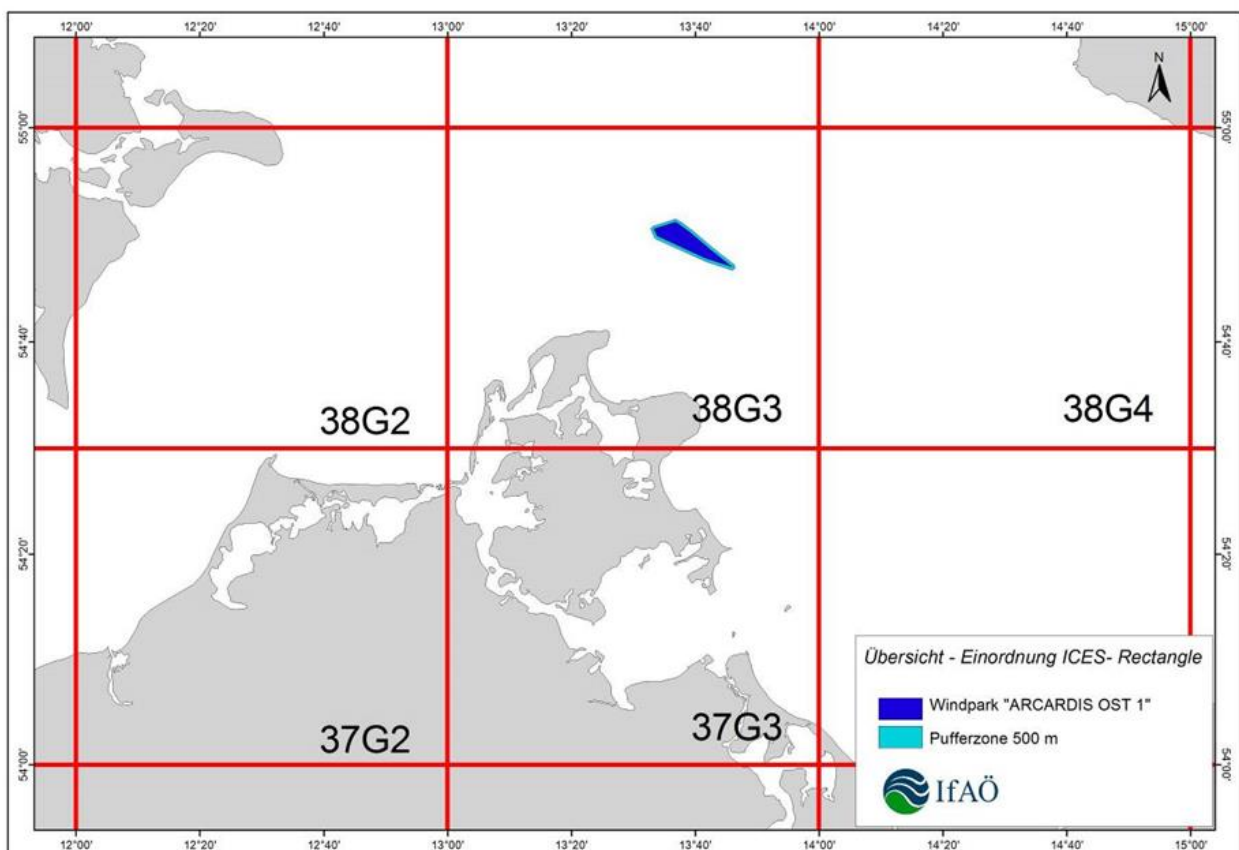 12°00' 12°20' 12°40' 13°00' 13°20' 13°40' 14°00' 14°20' 14°40' 15°00'
N
55°00' 55°00'
54°40' 54°40'
38G2 38G3 38G4
54°20' 54°20'
Übersicht - Einordnung ICES- Rectangle
Windpark "ARCARDIS OST 1"
37G2 37G3
Pufferzone 500 m
54°00' 54°00'
IfAÖ
12°00' 12°20' 12°40' 13°00' 13°20' 13°40' 14°00' 14°20' 14°40' 15°00'